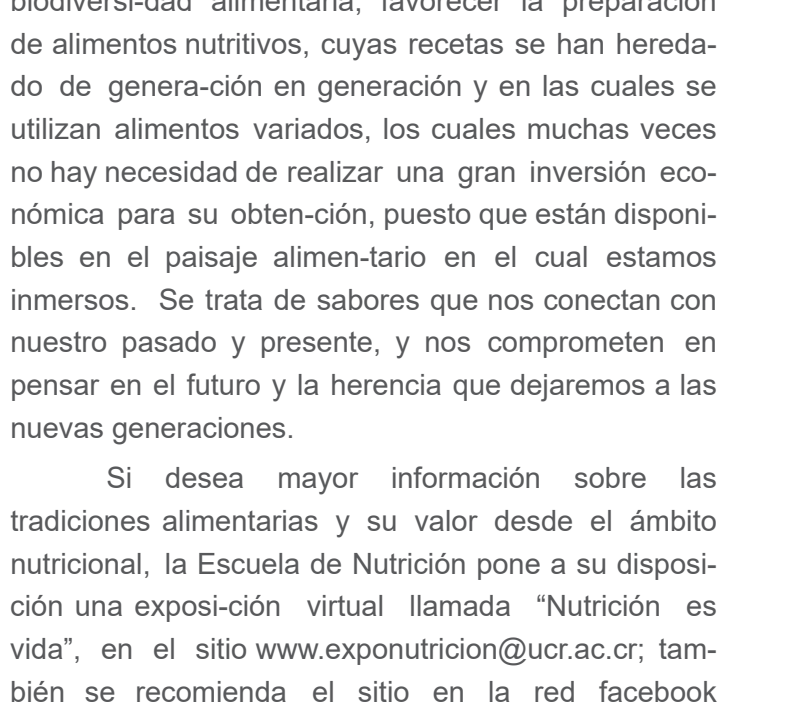 biodiversi-dad alimentaria, favorecer la preparación
de alimentos nutritivos, cuyas recetas se han hereda-
do de genera-ción en generación y en las cuales se
utilizan alimentos variados, los cuales muchas veces
no hay necesidad de realizar una gran inversión eco-
nómica para su obten-ción, puesto que están disponi-
bles en el paisaje alimen-tario en el cual estamos
inmersos. Se trata de sabores que nos conectan con
nuestro pasado y presente, y nos comprometen en
pensar en el futuro y la herencia que dejaremos a las
nuevas generaciones.
Si desea mayor información sobre las
tradiciones alimentarias y su valor desde el ámbito
nutricional, la Escuela de Nutrición pone a su disposi-
ción una exposi-ción virtual llamada “Nutrición es
vida”, en el sitio www.exponutricion@ucr.ac.cr; tam-
bién se recomienda el sitio en la red facebook